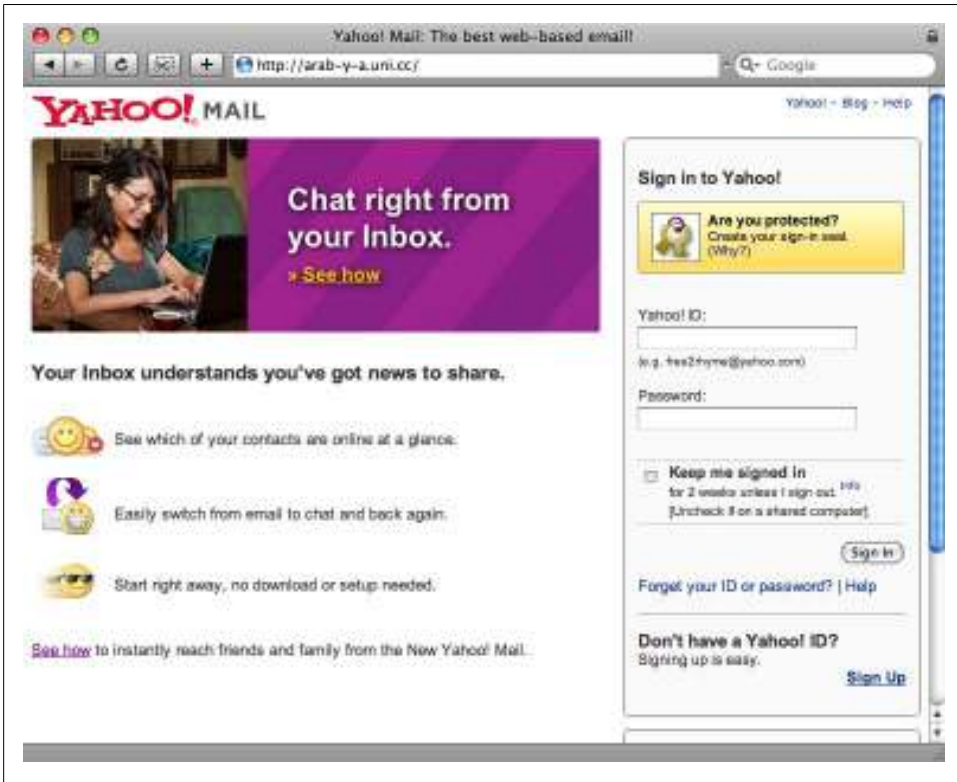 Yahoo! Mail: The best web-based email!
http://arab-y-a.uni.cc/
Google
YAHOO! MAIL
Yahoo! - Blog - Help
Chat right from
your Inbox.
» See how
Your Inbox understands you've got news to share.
See which of your contacts are online at a glance.
Easily switch from email to chat and back again.
Start right away, no download or setup needed.
See how to instantly reach friends and family from the New Yahoo! Mail.
Sign in to Yahoo!
Are you protected?
Create your sign-in seal.
(Why?)
Yahoo! ID:
(e.g. free2rhyme@yahoo.com)
Password:
Keep me signed in
for 2 weeks unless I sign out. Info
[Uncheck if on a shared computer]
Sign In
Forget your ID or password? | Help
Don't have a Yahoo! ID?
Signing up is easy.
Sign Up